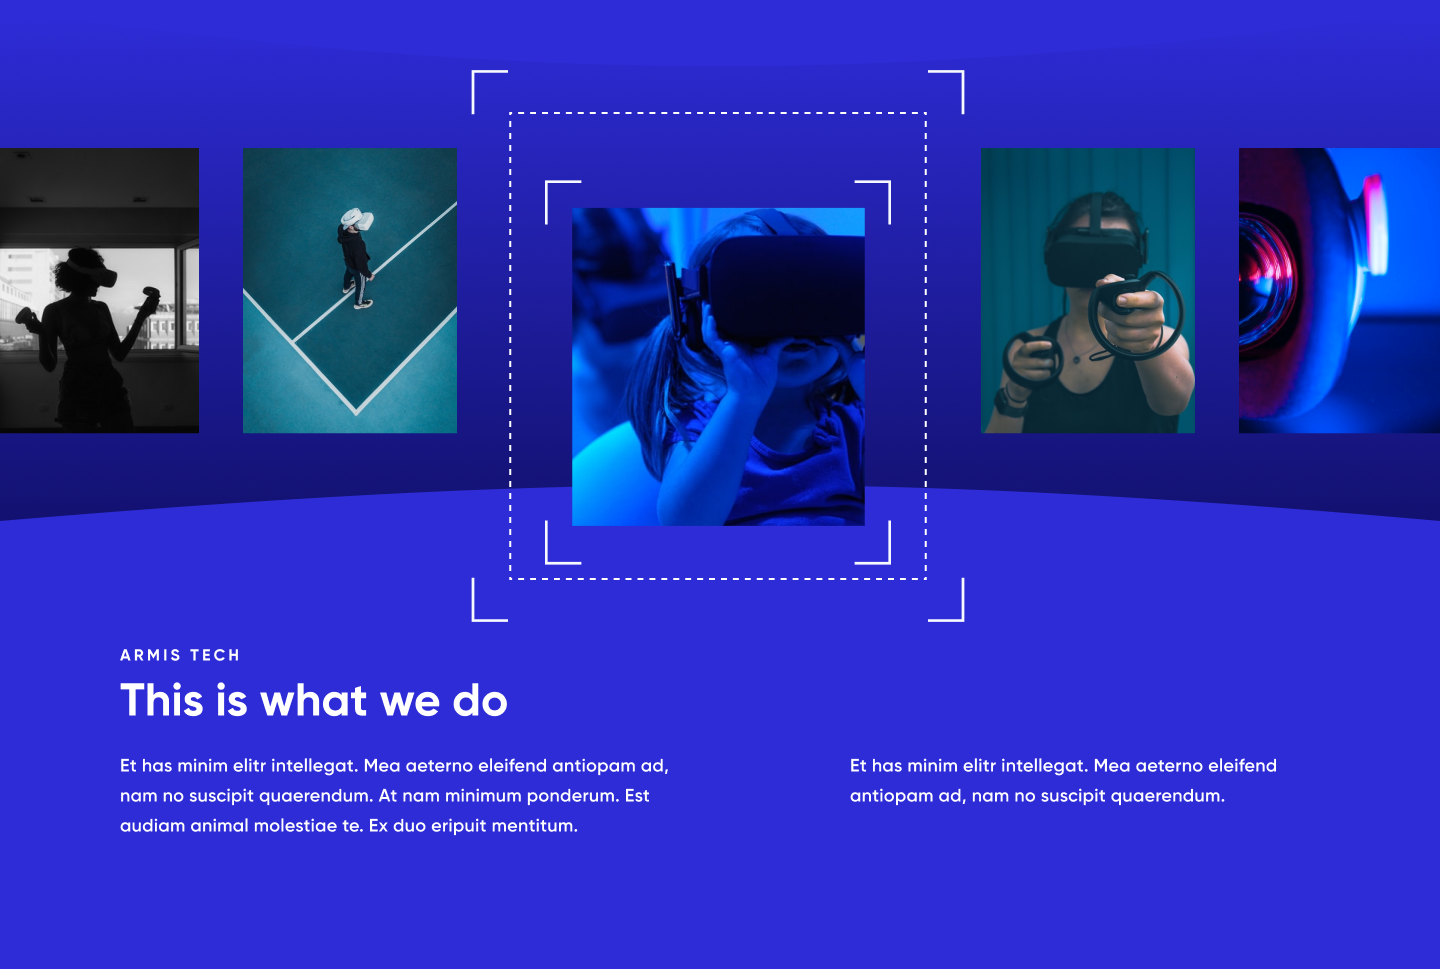 ARMIS TECH
This is what we do
Et has minim elitr intellegat. Mea aeterno eleifend antiopam ad,
nam no suscipit quaerendum. At nam minimum ponderum. Est
audiam animal molestiae te. Ex duo eripuit mentitum.
Et has minim elitr intellegat. Mea aeterno eleifend
antiopam ad, nam no suscipit quaerendum.